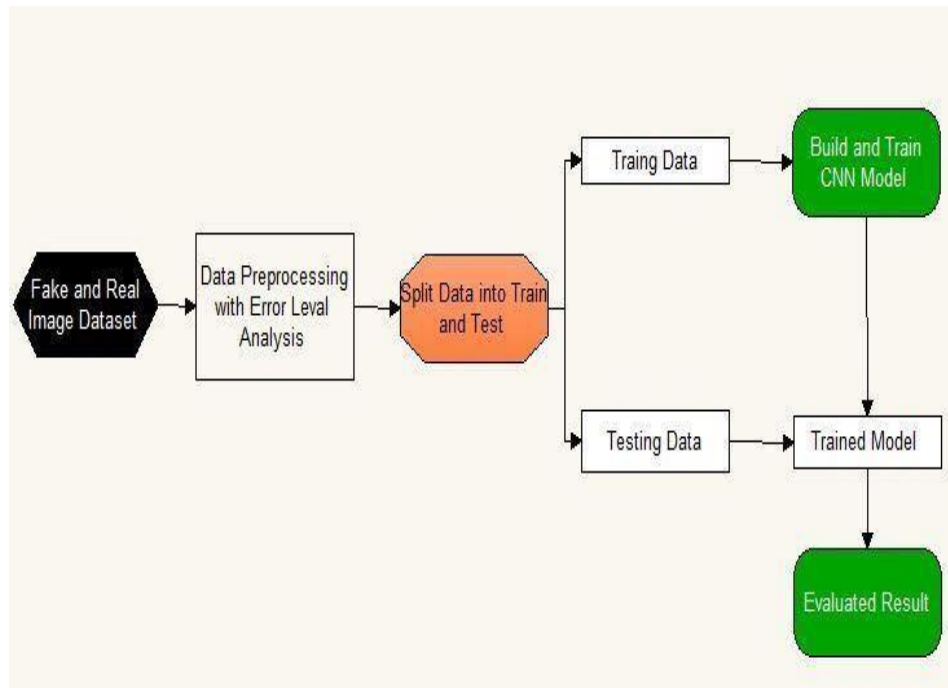 Fake and Real
Image Dataset
Data Preprocessing
with Error Leval
Analysis
Split Data into Train
and Test
Traing Data
Build and Train
CNN Model
Testing Data
Trained Model
Evaluated Result